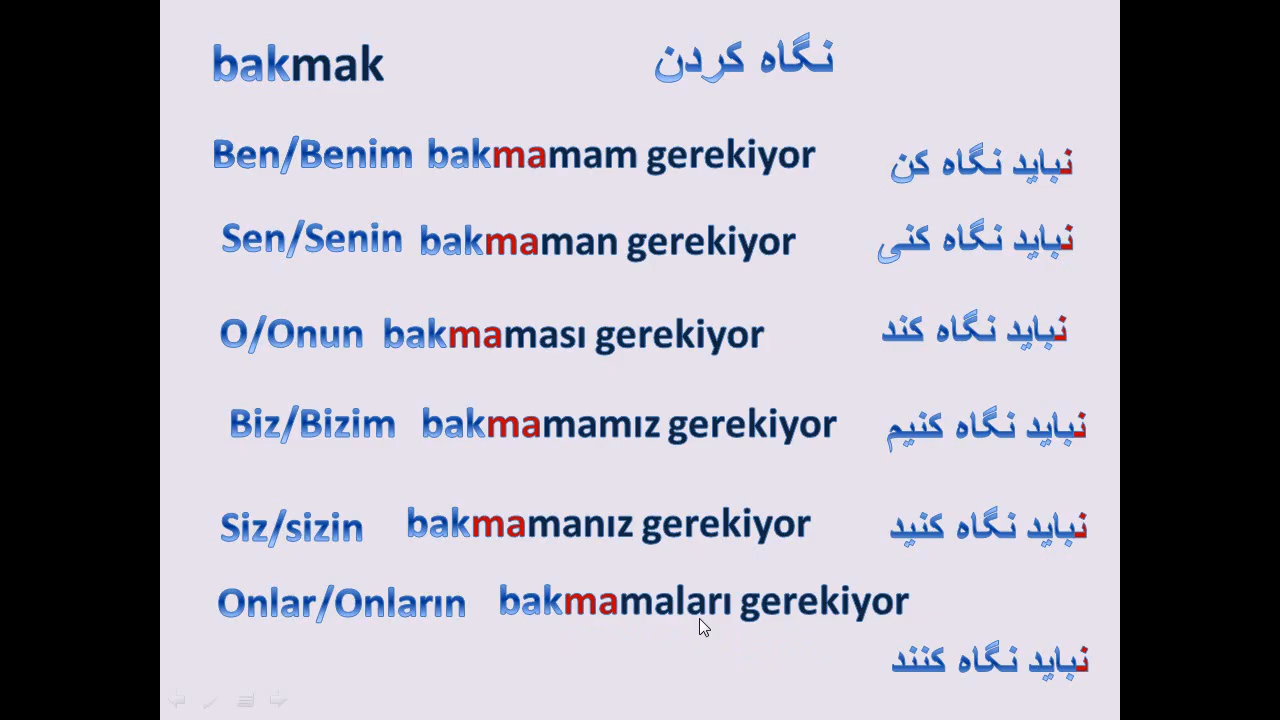 bakmak نگاه کردن
Ben/Benim bakmamam gerekiyor نباید نگاه کن
Sen/Senin bakmaman gerekiyor نباید نگاه کنی
O/Onun bakmaması gerekiyor نباید نگاه کند
Biz/Bizim bakmamamız gerekiyor نباید نگاه کنیم
Siz/sizin bakmamanız gerekiyor نباید نگاه کنید
Onlar/Onların bakmamaları gerekiyor
نباید نگاه کنند